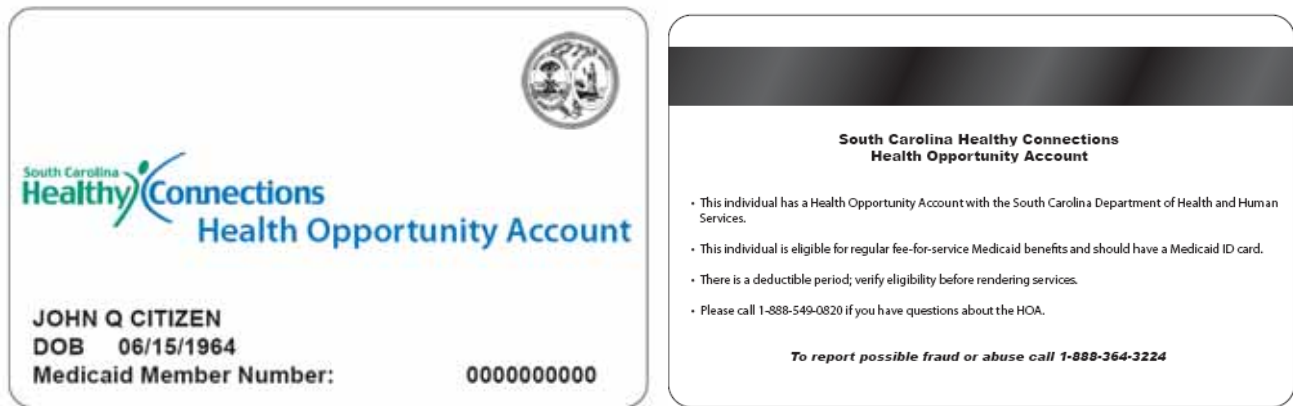 South Carolina
Healthy Connections
Health Opportunity Account
JOHN Q CITIZEN
DOB 06/15/1964
Medicaid Member Number: 0000000000
South Carolina Healthy Connections
Health Opportunity Account
• This individual has a Health Opportunity Account with the South Carolina Department of Health and Human
Services.
• This individual is eligible for regular fee-for-service Medicaid benefits and should have a Medicaid ID card.
• There is a deductible period; verify eligibility before rendering services.
• Please call 1-888-549-0820 if you have questions about the HOA.
To report possible fraud or abuse call 1-888-364-3224